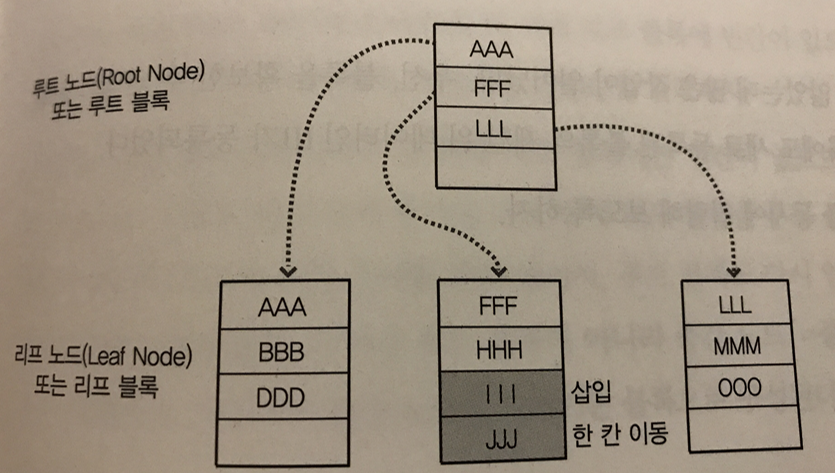 루트 노드(Root Node)
또는 루트 블록
AAA
FFF
LLL
리프 노드(Leaf Node)
또는 리프 블록
AAA
BBB
DDD
FFF
HHH
III
JJJ
삽입
한 칸 이동
LLL
MMM
OOO